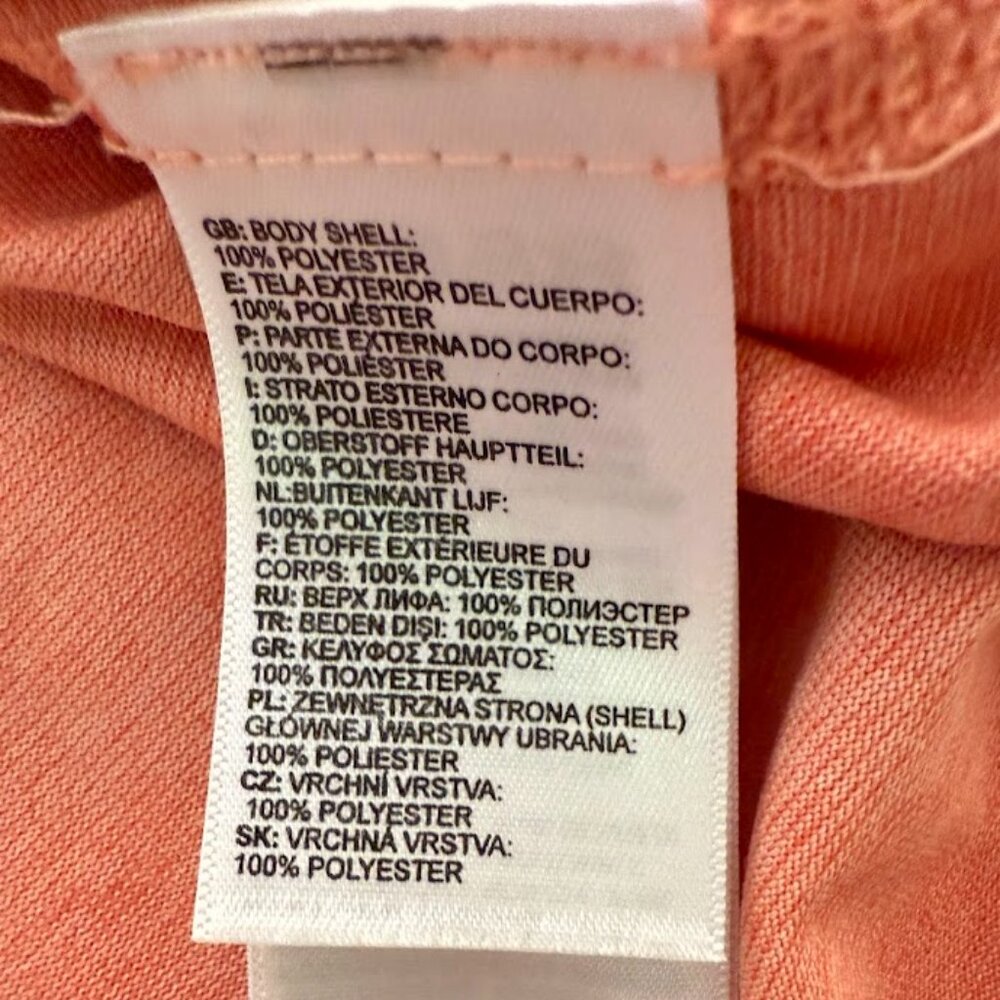 GB: BODY SHELL:
100% POLYESTER
E: TELA EXTERIOR DEL CUERPO:
100% POLIÉSTER
P: PARTE EXTERNA DO CORPO:
100% POLIÉSTER
I: STRATO ESTERNO CORPO:
100% POLIESTERE
D: OBERSTOFF HAUPTTEIL:
100% POLYESTER
NL:BUITENKANT LIJF:
100% POLYESTER
F: ÉTOFFE EXTÉRIEURE DU
CORPS: 100% POLYESTER
RU: ВЕРХ ЛИФА: 100% ПОЛИЭСТЕР
TR: BEDEN DIŞI: 100% POLYESTER
GR: ΚΕΛΥΦΟΣ ΣΩΜΑΤΟΣ:
100% ΠΟΛΥΕΣΤΕΡΑΣ
PL: ZEWNĘTRZNA STRONA (SHELL)
GŁÓWNEJ WARSTWY UBRANIA:
100% POLIESTER
CZ: VRCHNÍ VRSTVA:
100% POLYESTER
SK: VRCHNÁ VRSTVA:
100% POLYESTER